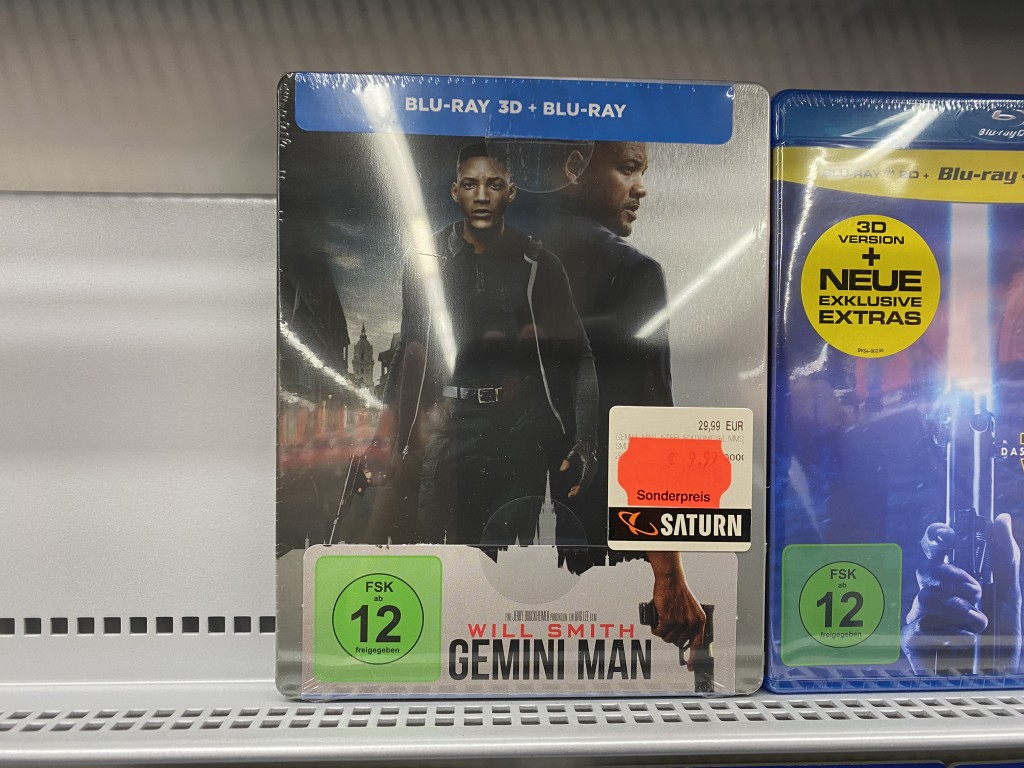 BLU-RAY 3D + BLU-RAY
29,99 EUR
€ 9.99
Sonderpreis
SATURN
FSK
ab
12
freigegeben
WILL SMITH
GEMINI MAN
Blu-ray
3D
VERSION
+
NEUE
EXKLUSIVE
EXTRAS
DAS
FSK
ab
12
freigegeben